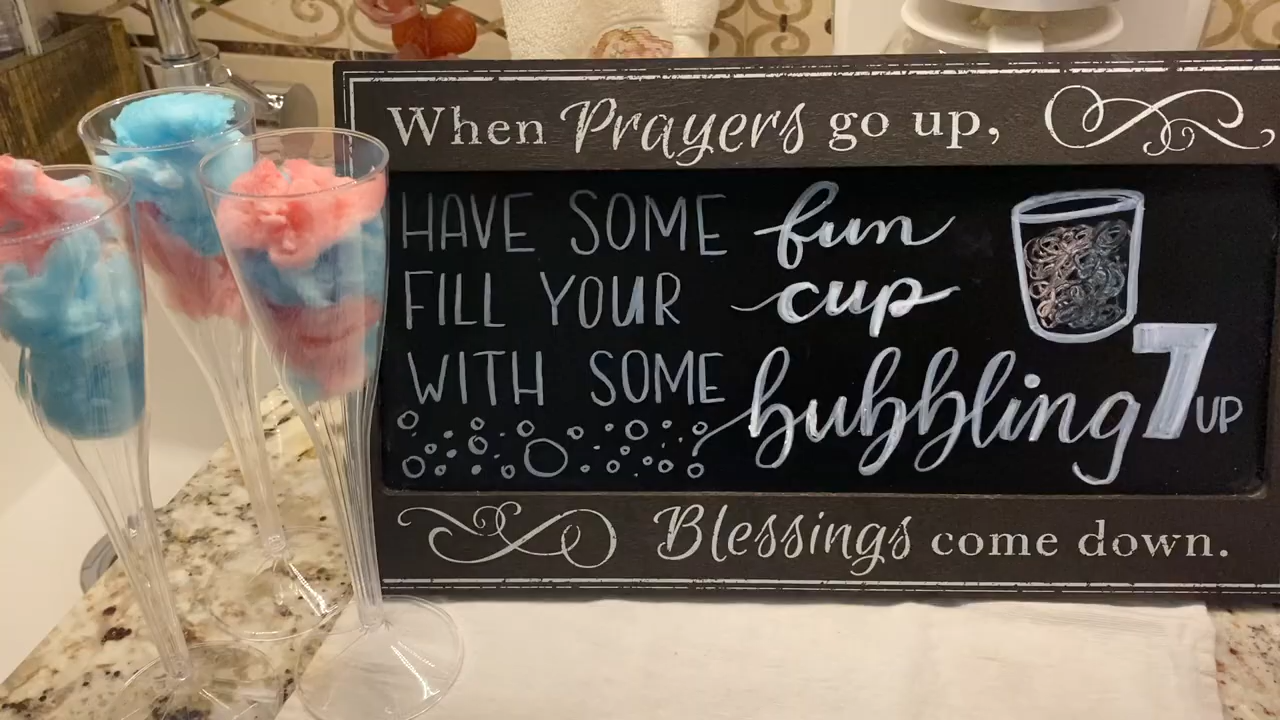 When Prayers go up,
HAVE SOME fun
FILL YOUR cup
WITH SOME bubbling 7UP
Blessings come down.